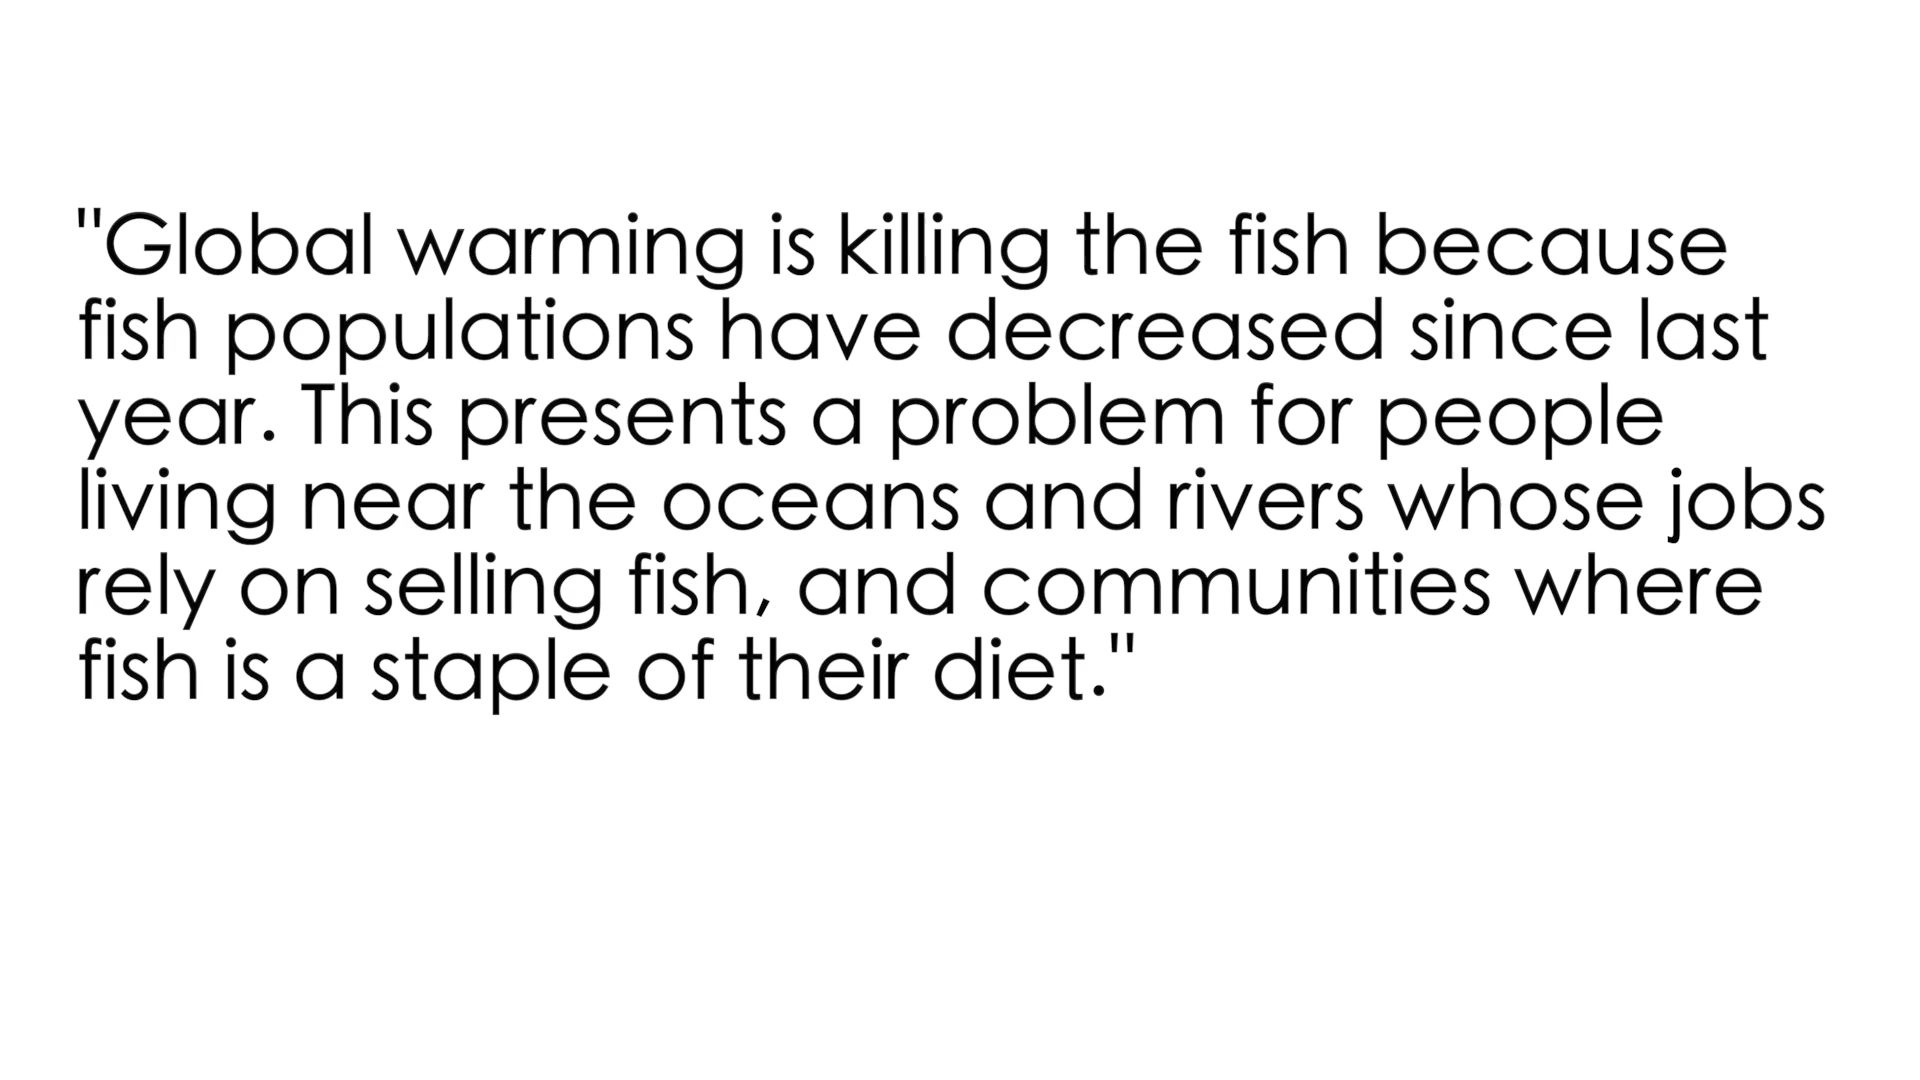 "Global warming is killing the fish because
fish populations have decreased since last
year. This presents a problem for people
living near the oceans and rivers whose jobs
rely on selling fish, and communities where
fish is a staple of their diet."